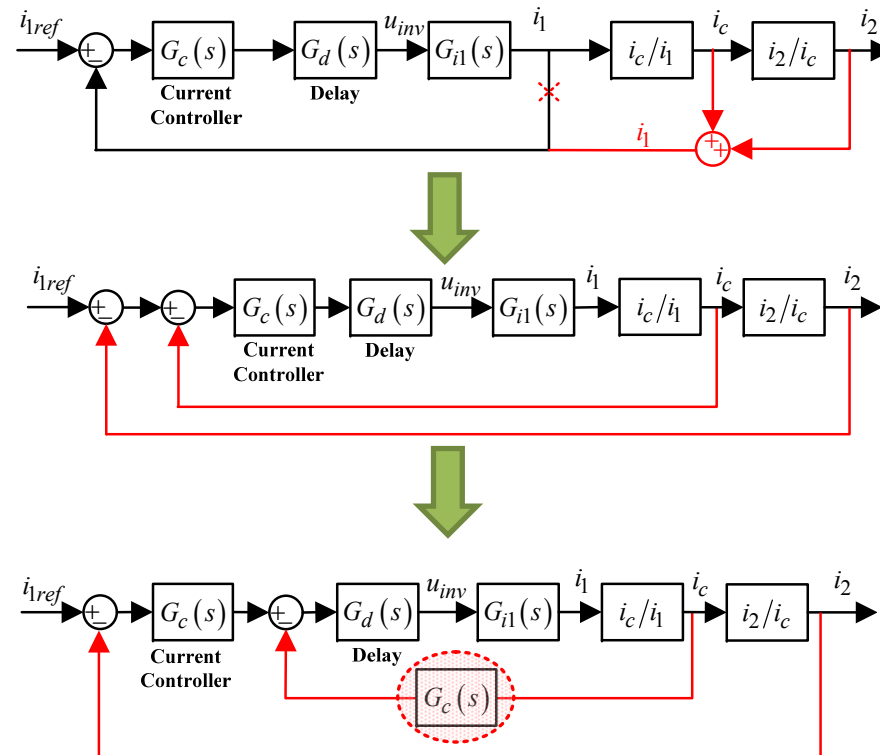 i1ref + − Gc(s) Gd(s) uinv Gi1(s) i1 ic/i1 ic i2/ic i2
Current
Controller
Delay
i1 + +
i1ref + − + − Gc(s) Gd(s) uinv Gi1(s) i1 ic/i1 ic i2/ic i2
Current
Controller
Delay
i1ref + − Gc(s) + − Gd(s) uinv Gi1(s) i1 ic/i1 ic i2/ic i2
Current
Controller
Delay
Gc(s)